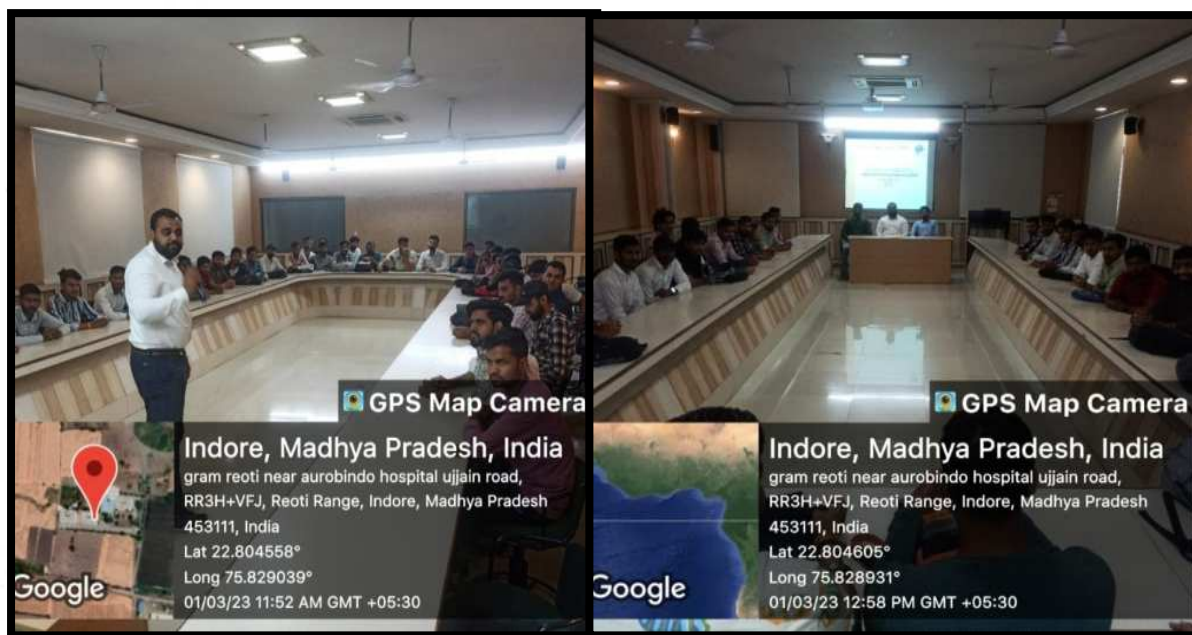 GPS Map Camera
Indore, Madhya Pradesh, India
gram reoti near aurobindo hospital ujjain road,
RR3H+VFJ, Reoti Range, Indore, Madhya Pradesh
453111, India
Lat 22.804558°
Long 75.829039°
01/03/23 11:52 AM GMT +05:30
Google
GPS Map Camera
Indore, Madhya Pradesh, India
gram reoti near aurobindo hospital ujjain road,
RR3H+VFJ, Reoti Range, Indore, Madhya Pradesh
453111, India
Lat 22.804605°
Long 75.828931°
01/03/23 12:58 PM GMT +05:30
Google